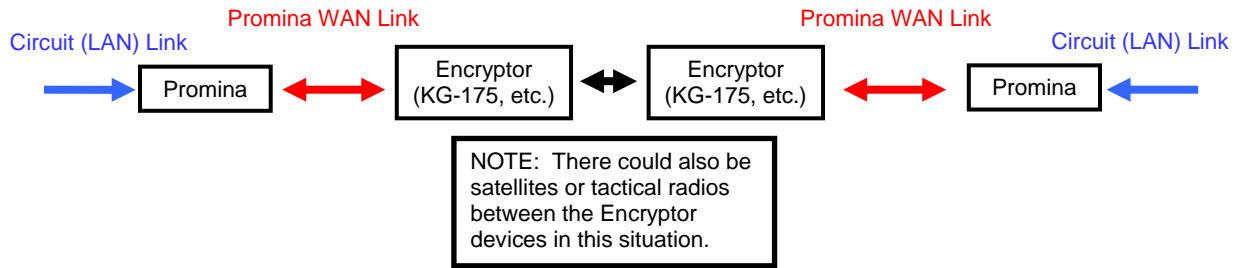 Promina WAN Link
Promina WAN Link
Circuit (LAN) Link
Circuit (LAN) Link
Promina
Encryptor
(KG-175, etc.)
Encryptor
(KG-175, etc.)
Promina
NOTE:  There could also be
satellites or tactical radios
between the Encryptor
devices in this situation.